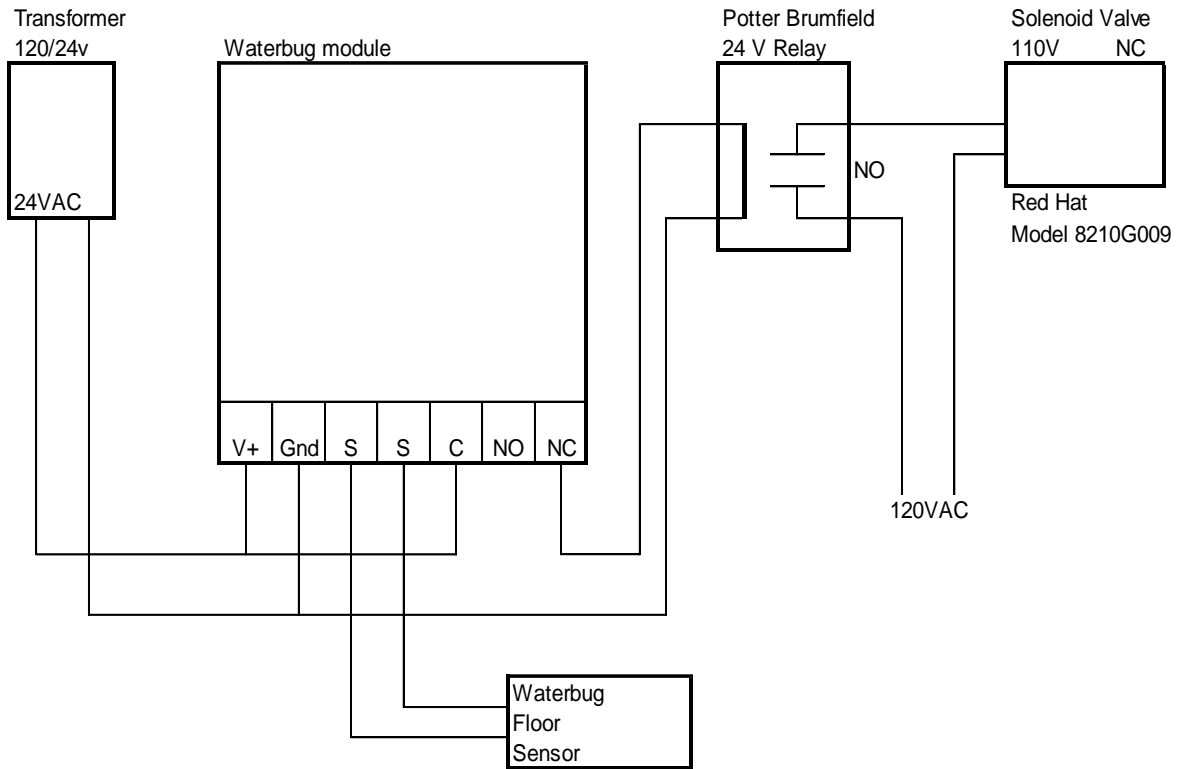 Transformer
120/24v
Waterbug module
Potter Brumfield
24 V Relay
Solenoid Valve
110V NC
24VAC
NO
Red Hat
Model 8210G009
V+ Gnd S S C NO NC
120VAC
Waterbug
Floor
Sensor